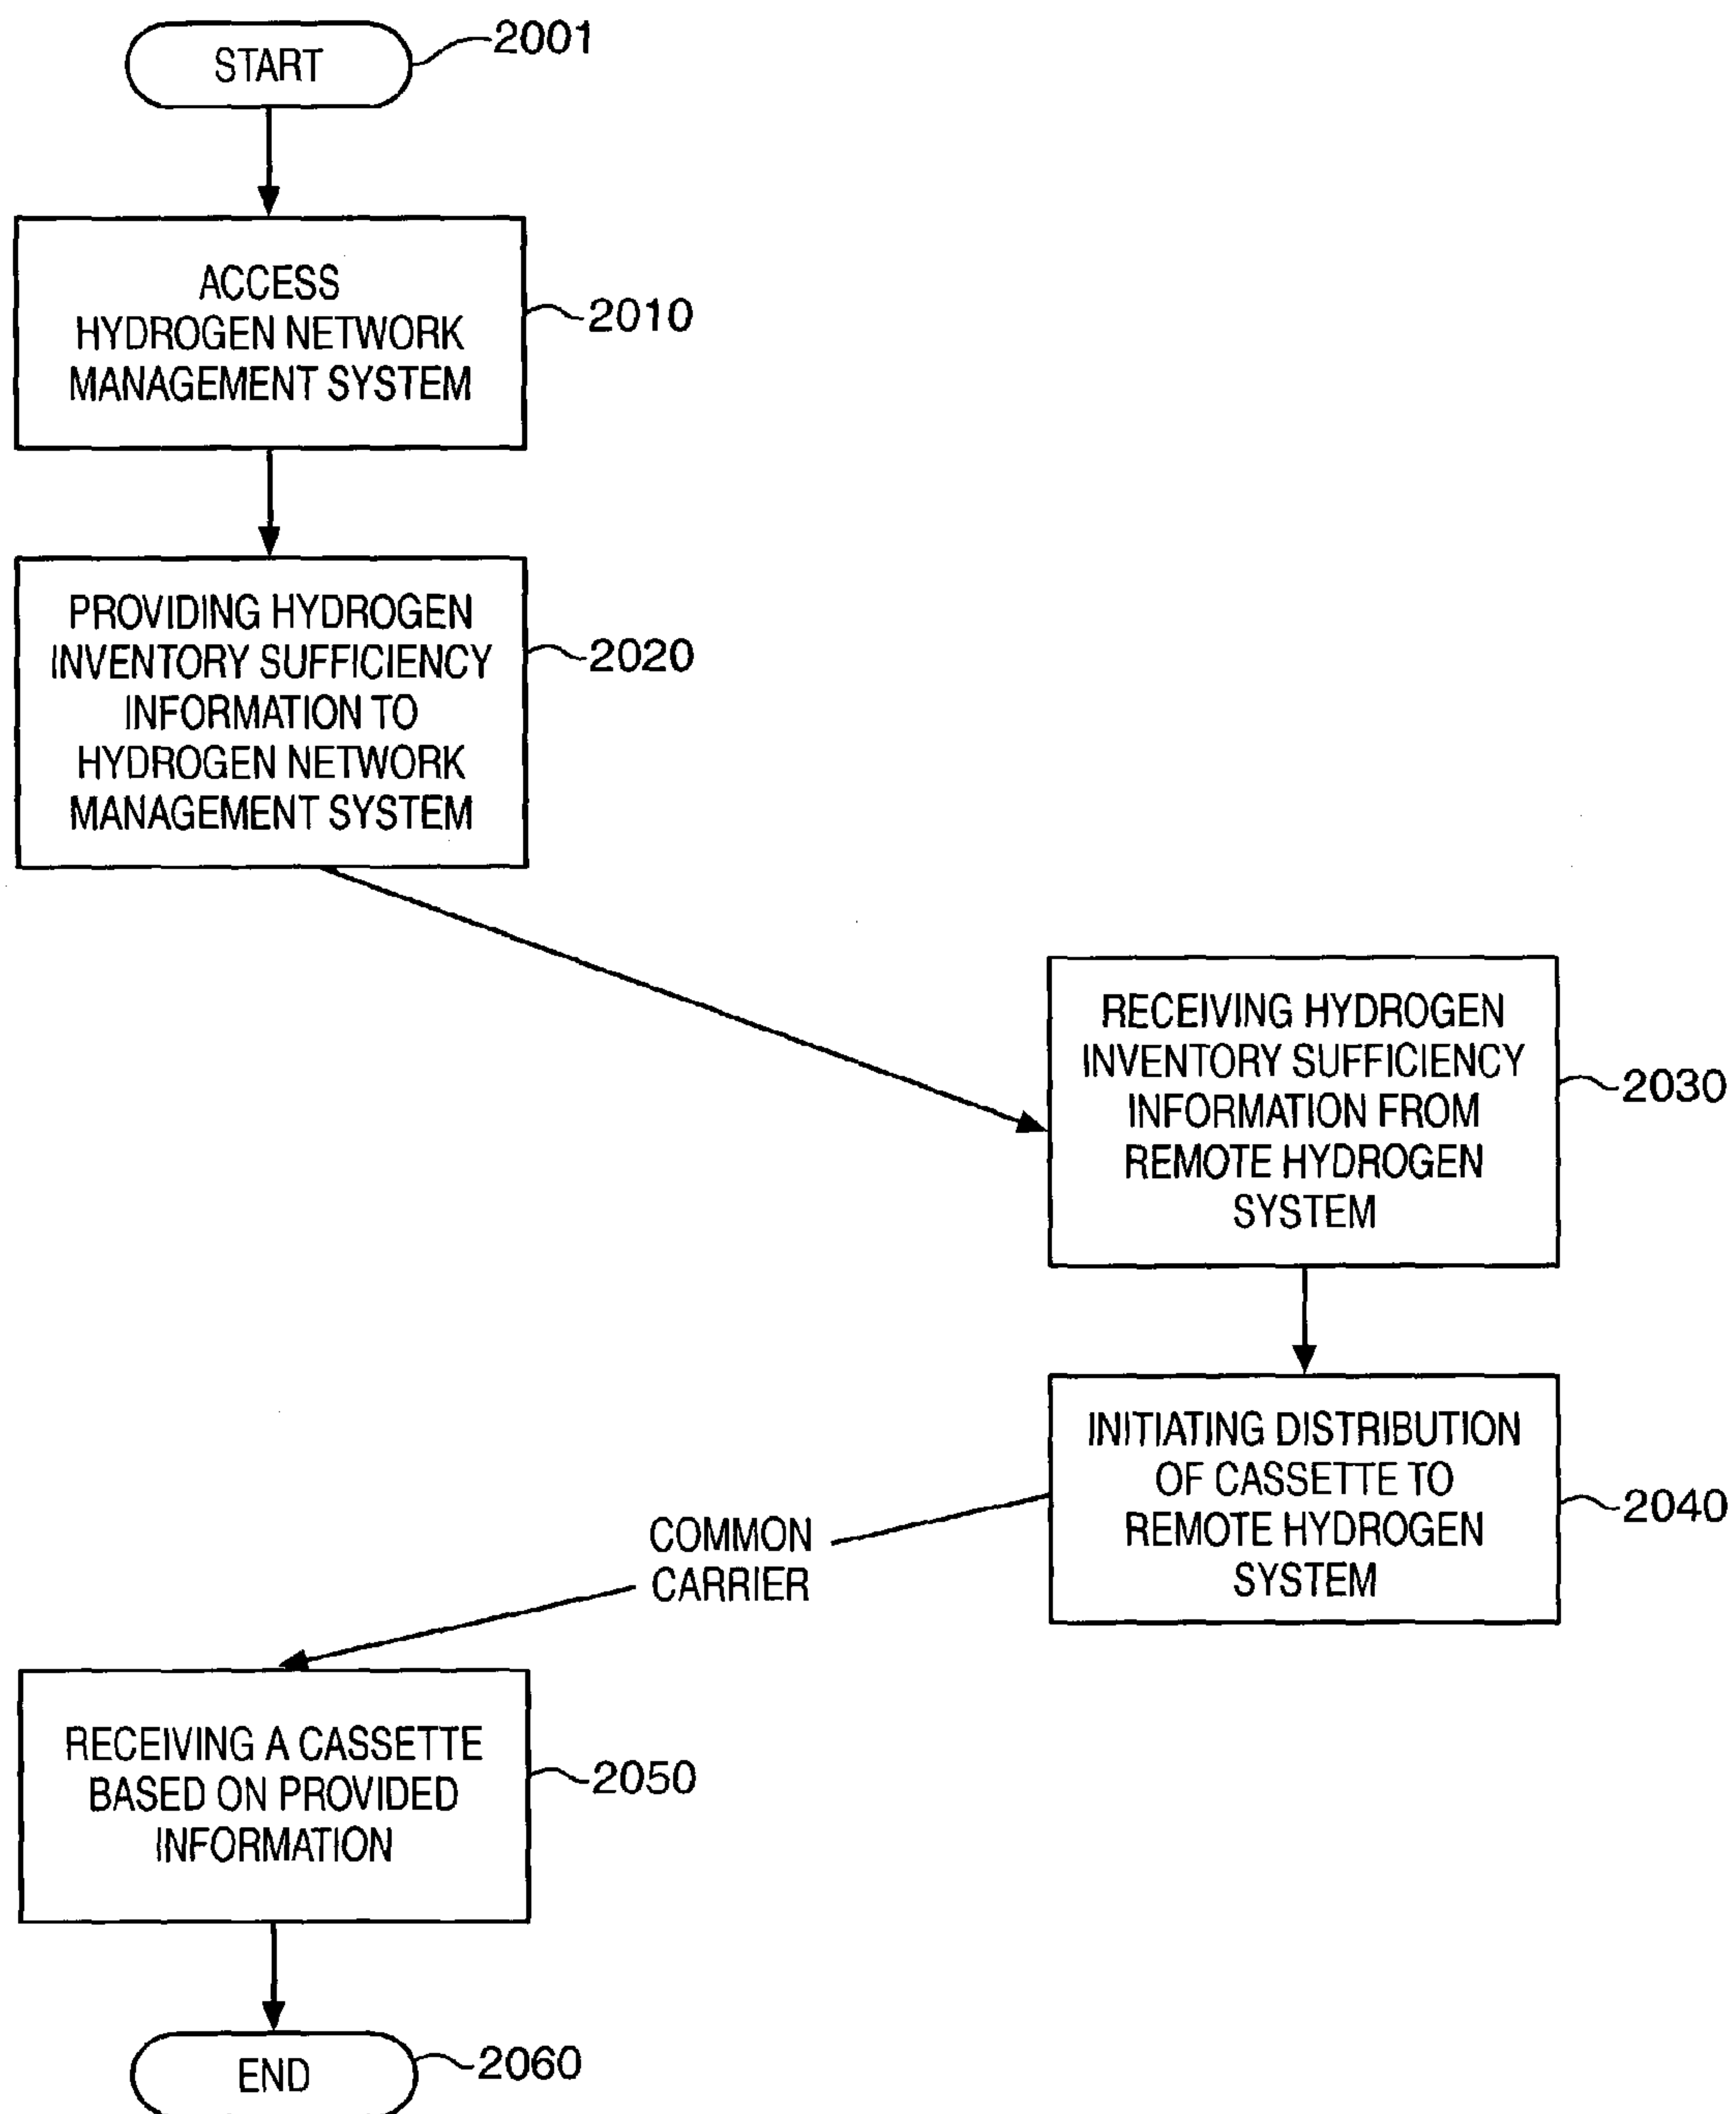 START
2001
ACCESS
HYDROGEN NETWORK
MANAGEMENT SYSTEM
2010
PROVIDING HYDROGEN
INVENTORY SUFFICIENCY
INFORMATION TO
HYDROGEN NETWORK
MANAGEMENT SYSTEM
2020
RECEIVING HYDROGEN
INVENTORY SUFFICIENCY
INFORMATION FROM
REMOTE HYDROGEN
SYSTEM
2030
INITIATING DISTRIBUTION
OF CASSETTE TO
REMOTE HYDROGEN
SYSTEM
2040
COMMON
CARRIER
RECEIVING A CASSETTE
BASED ON PROVIDED
INFORMATION
2050
END
2060